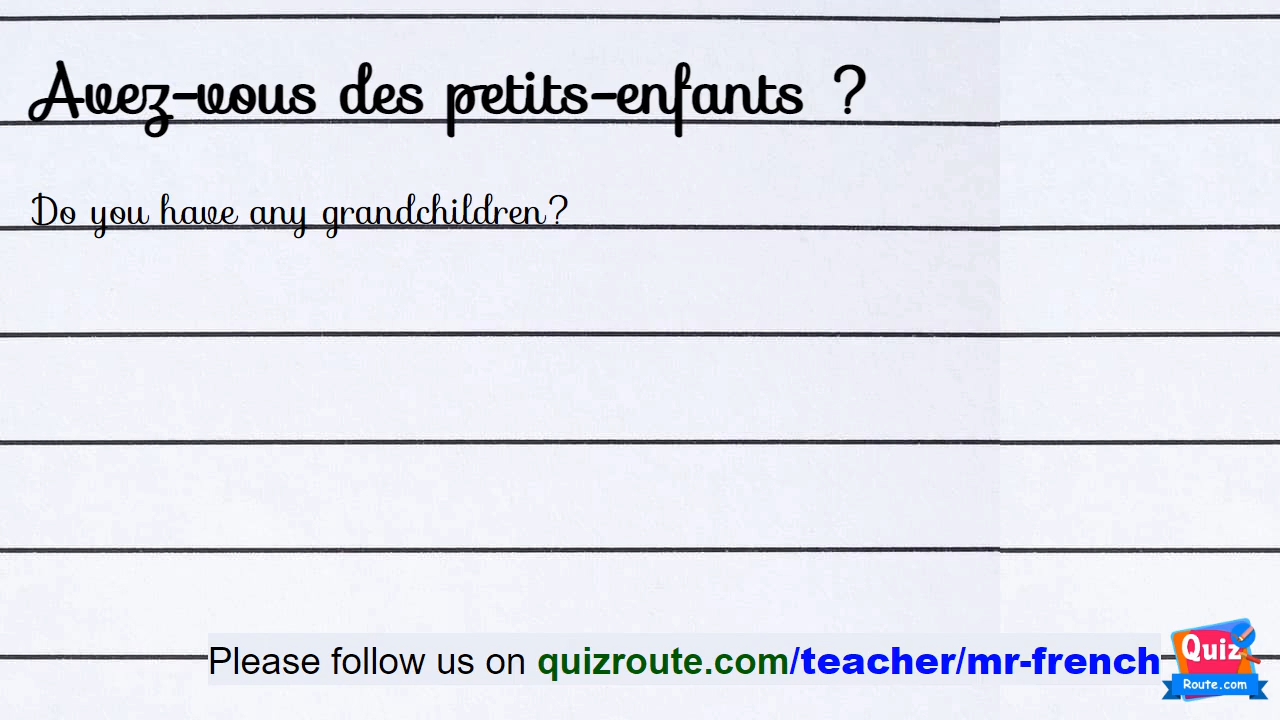 Avez-vous des petits-enfants ?
Do you have any grandchildren?
Please follow us on quizroute.com/teacher/mr-french
Quiz
Route.com